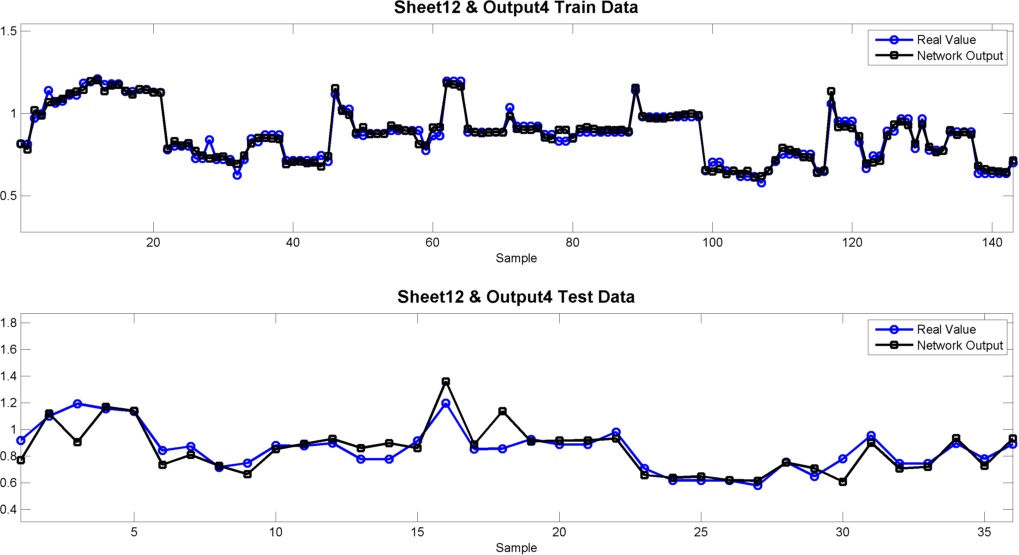 Sheet12 & Output4 Train Data
1.5
1
0.5
Real Value
Network Output
20 40 60 80 100 120 140
Sample
Sheet12 & Output4 Test Data
1.8
1.6
1.4
1.2
1
0.8
0.6
0.4
Real Value
Network Output
5 10 15 20 25 30 35
Sample